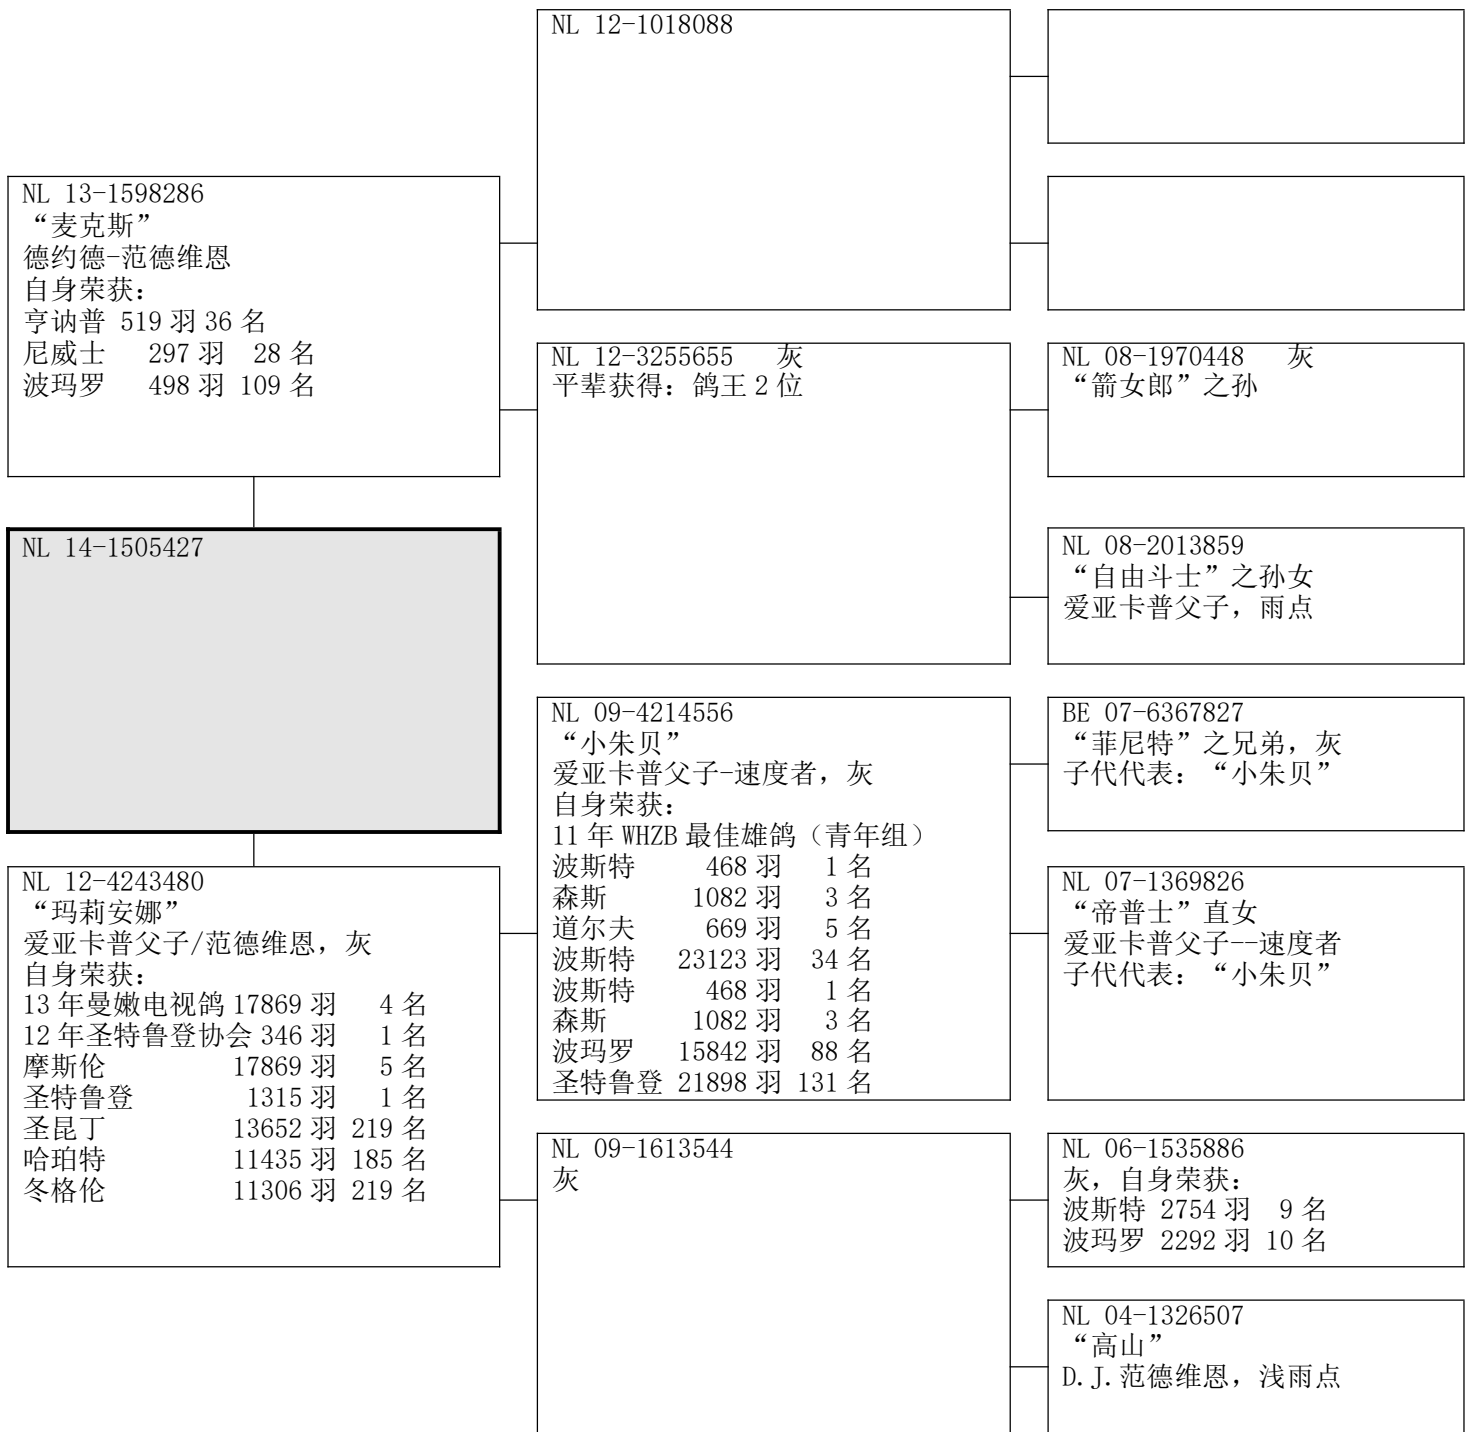 NL 12-1018088
NL 13-1598286
“麦克斯”
德约德-范德维恩
自身荣获：
亨讷普 519 羽 36 名
尼威士 297 羽 28 名
波玛罗 498 羽 109 名
NL 12-3255655 灰
平辈获得：鸽王 2 位
NL 08-1970448 灰
“箭女郎”之孙
NL 14-1505427
NL 08-2013859
“自由斗士”之孙女
爱亚卡普父子，雨点
NL 09-4214556
“小朱贝”
爱亚卡普父子-速度者，灰
自身荣获：
11 年 WHZB 最佳雄鸽（青年组）
波斯特 468 羽 1 名
森斯 1082 羽 3 名
道尔夫 669 羽 5 名
波斯特 23123 羽 34 名
波斯特 468 羽 1 名
森斯 1082 羽 3 名
波玛罗 15842 羽 88 名
圣特鲁登 21898 羽 131 名
BE 07-6367827
“菲尼特”之兄弟，灰
子代代表：“小朱贝”
NL 12-4243480
“玛莉安娜”
爱亚卡普父子/范德维恩，灰
自身荣获：
13 年曼嫩电视鸽 17869 羽 4 名
12 年圣特鲁登协会 346 羽 1 名
摩斯伦 17869 羽 5 名
圣特鲁登 1315 羽 1 名
圣昆丁 13652 羽 219 名
哈珀特 11435 羽 185 名
冬格伦 11306 羽 219 名
NL 07-1369826
“帝普士”直女
爱亚卡普父子--速度者
子代代表：“小朱贝”
NL 09-1613544
灰
NL 06-1535886
灰，自身荣获：
波斯特 2754 羽 9 名
波玛罗 2292 羽 10 名
NL 04-1326507
“高山”
D.J.范德维恩，浅雨点